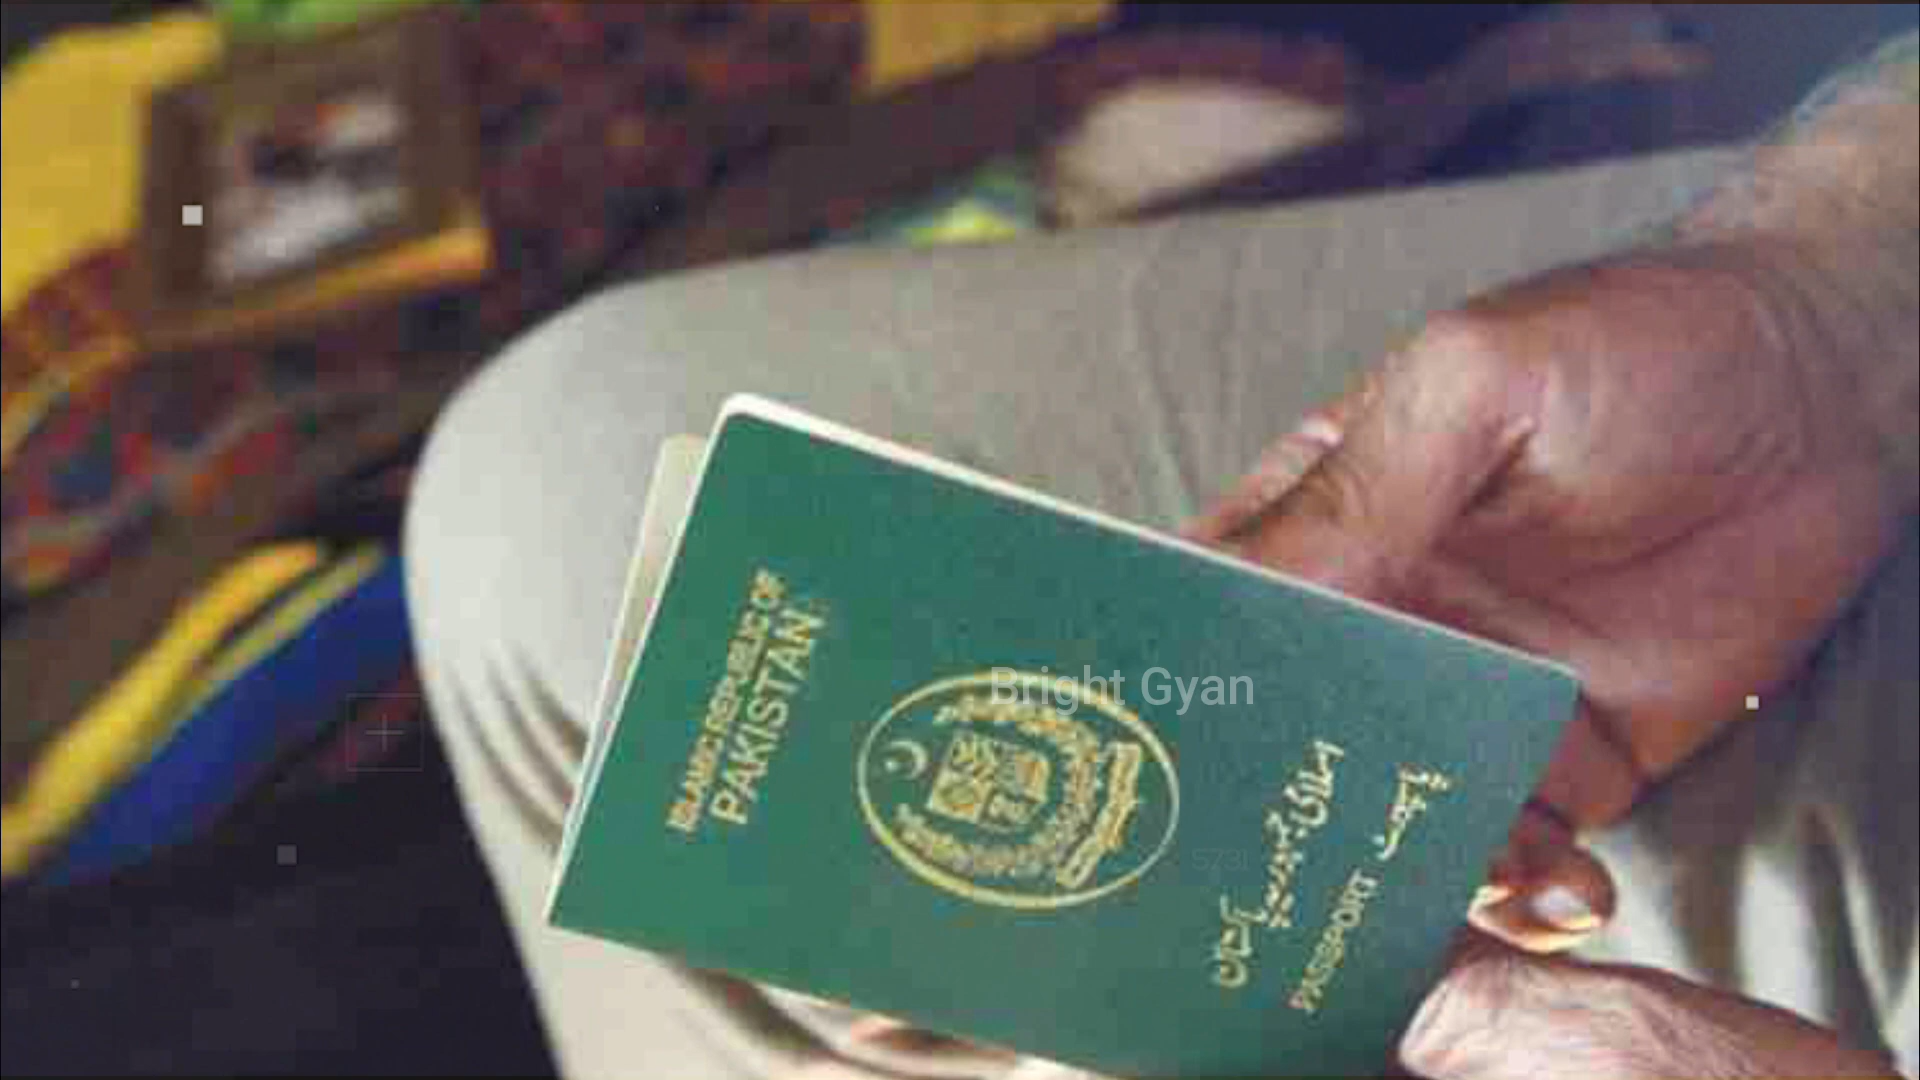 ISLAMIC REPUBLIC OF
PAKISTAN
Bright Gyan
اسلامی جمہوریہ پاکستان
پاسپورٹ
PASSPORT